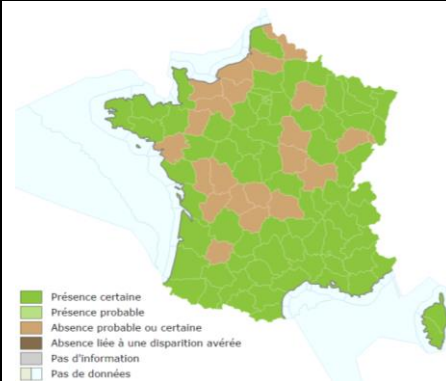 Présence certaine
Présence probable
Absence probable ou certaine
Absence liée à une disparition avérée
Pas d'information
Pas de données